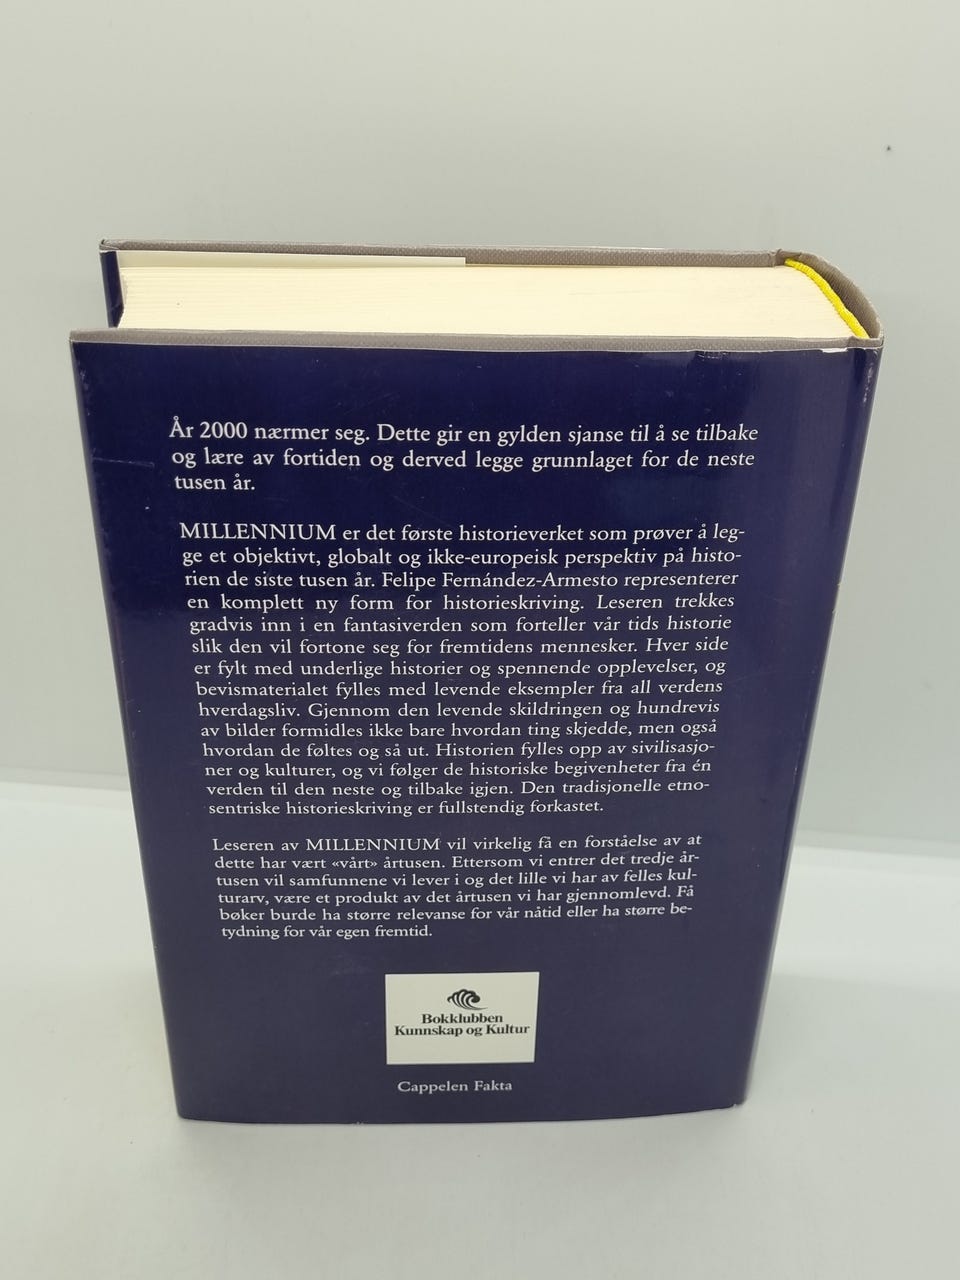 År 2000 nærmer seg. Dette gir en gylden sjanse til å se tilbake
og lære av fortiden og derved legge grunnlaget for de neste
tusen år.
MILLENNIUM er det første historieverket som prøver å leg-
ge et objektivt, globalt og ikke-europeisk perspektiv på histo-
rien de siste tusen år. Felipe Fernández-Armesto representerer
en komplett ny form for historieskriving. Leseren trekkes
gradvis inn i en fantasiverden som forteller vår tids historie
slik den vil fortone seg for fremtidens mennesker. Hver side
er fylt med underlige historier og spennende opplevelser, og
bevismaterialet fylles med levende eksempler fra all verdens
hverdagsliv. Gjennom den levende skildringen og hundrevis
av bilder formidles ikke bare hvordan ting skjedde, men også
hvordan de føltes og så ut. Historien fylles opp av sivilisasjo-
ner og kulturer, og vi følger de historiske begivenheter fra én
verden til den neste og tilbake igjen. Den tradisjonelle etno-
sentriske historieskriving er fullstendig forkastet.
Leseren av MILLENNIUM vil virkelig få en forståelse av at
dette har vært «vårt» årtusen. Ettersom vi entrer det tredje år-
tusen vil samfunnene vi lever i og det lille vi har av felles kul-
turarv, være et produkt av det årtusen vi har gjennomlevd. Få
bøker burde ha større relevanse for vår nåtid eller ha større be-
tydning for vår egen fremtid.
Bokklubben
Kunnskap og Kultur
Cappelen Fakta